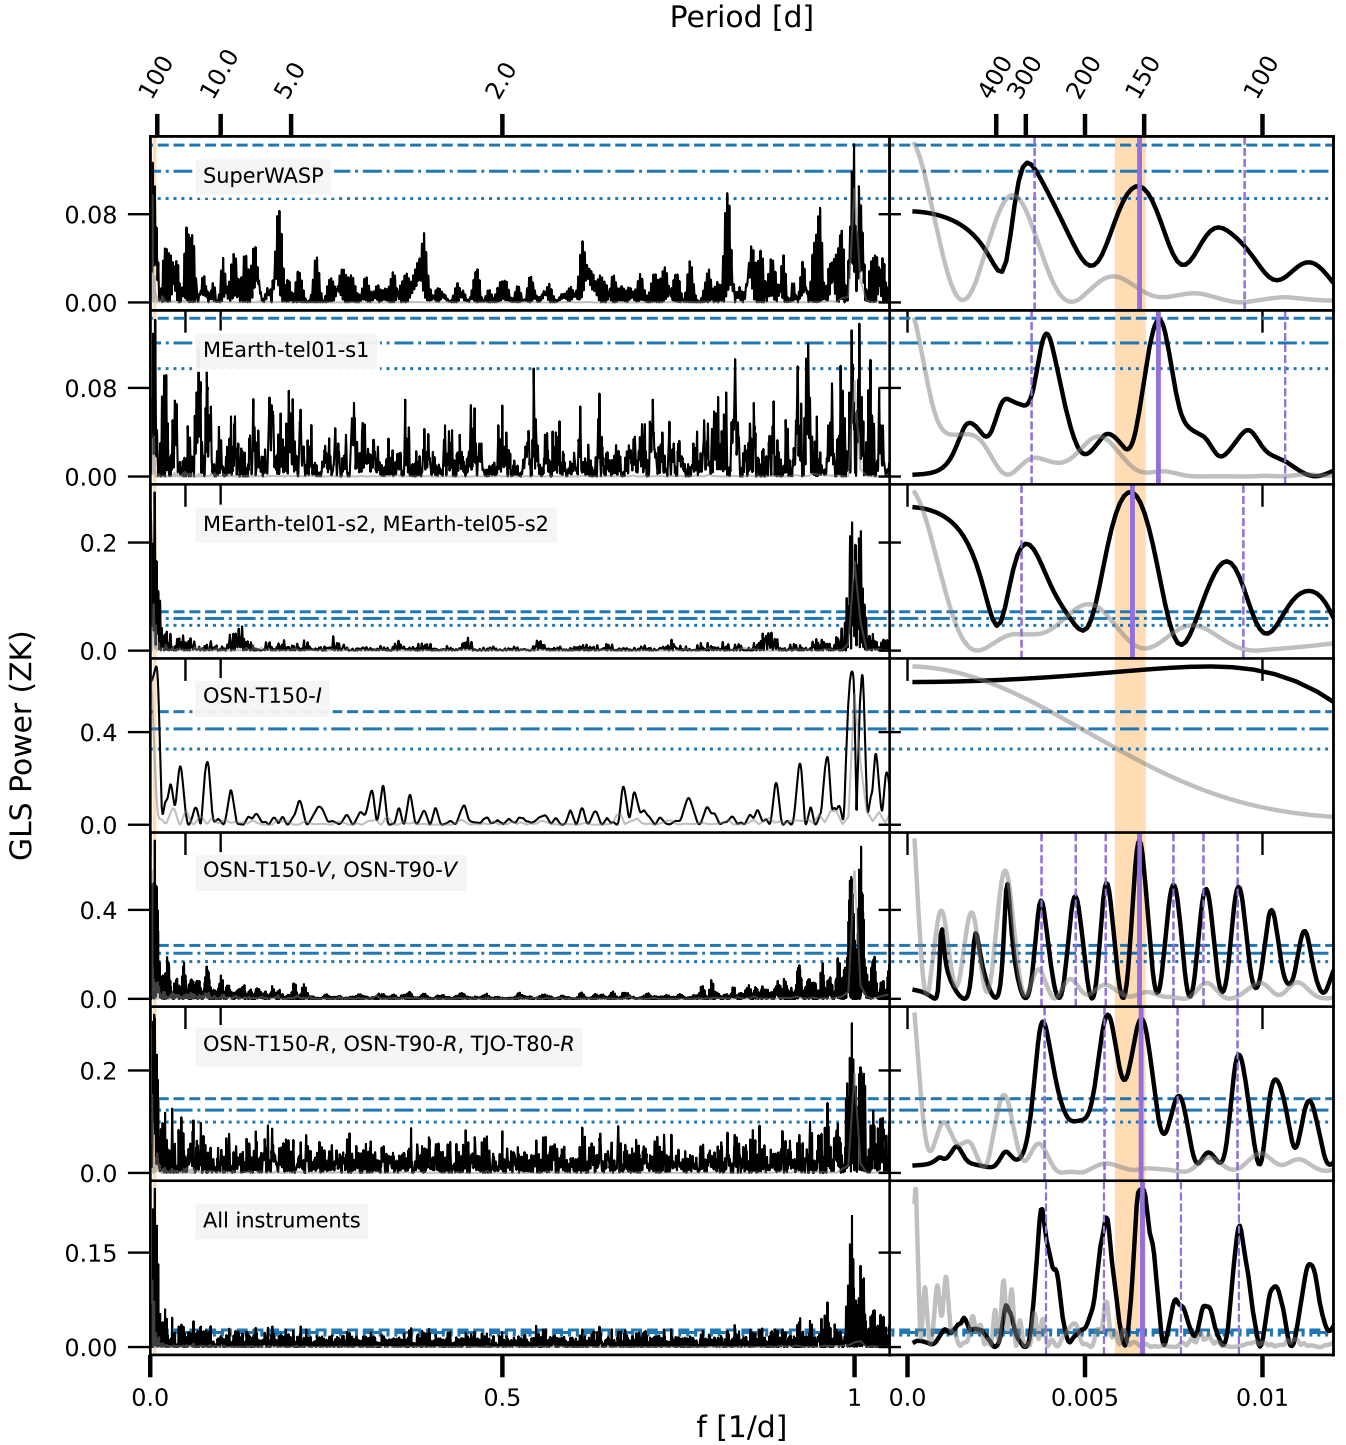 Period [d]
100 10.0 5.0 2.0 400 300 200 150 100
SuperWASP
0.08
0.00
MEarth-tel01-s1
0.08
0.00
MEarth-tel01-s2, MEarth-tel05-s2
0.2
0.0
OSN-T150-I
0.4
0.0
OSN-T150-V, OSN-T90-V
0.4
0.0
OSN-T150-R, OSN-T90-R, TJO-T80-R
0.2
0.0
All instruments
0.15
0.00
GLS Power (ZK)
0.0 0.5 1 0.0 0.005 0.01
f [1/d]